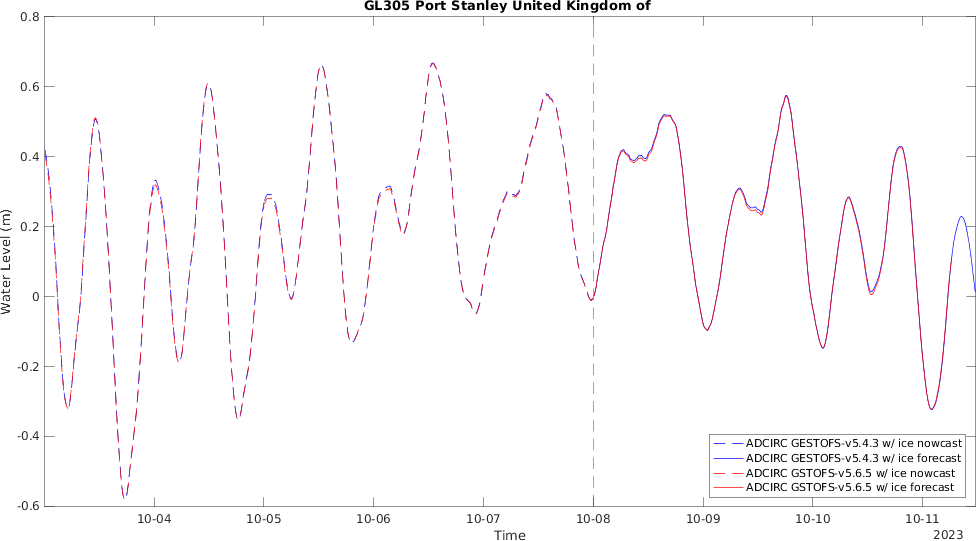 GL305 Port Stanley United Kingdom of
0.8
0.6
0.4
0.2
0
-0.2
-0.4
-0.6
Water Level (m)
10-04 10-05 10-06 10-07 10-08 10-09 10-10 10-11
Time
2023
ADCIRC GESTOFS-v5.4.3 w/ ice nowcast
ADCIRC GESTOFS-v5.4.3 w/ ice forecast
ADCIRC GSTOFS-v5.6.5 w/ ice nowcast
ADCIRC GSTOFS-v5.6.5 w/ ice forecast